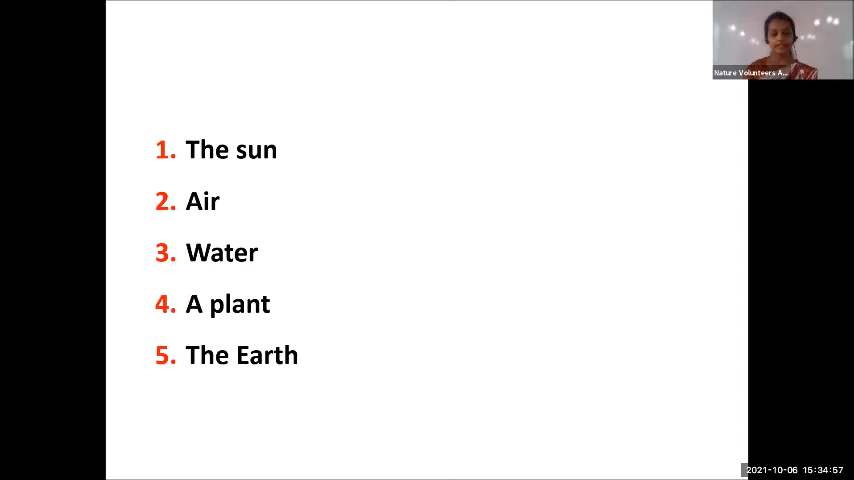 Nature Volunteers A...
1. The sun
2. Air
3. Water
4. A plant
5. The Earth
2021-10-06 15:34:57